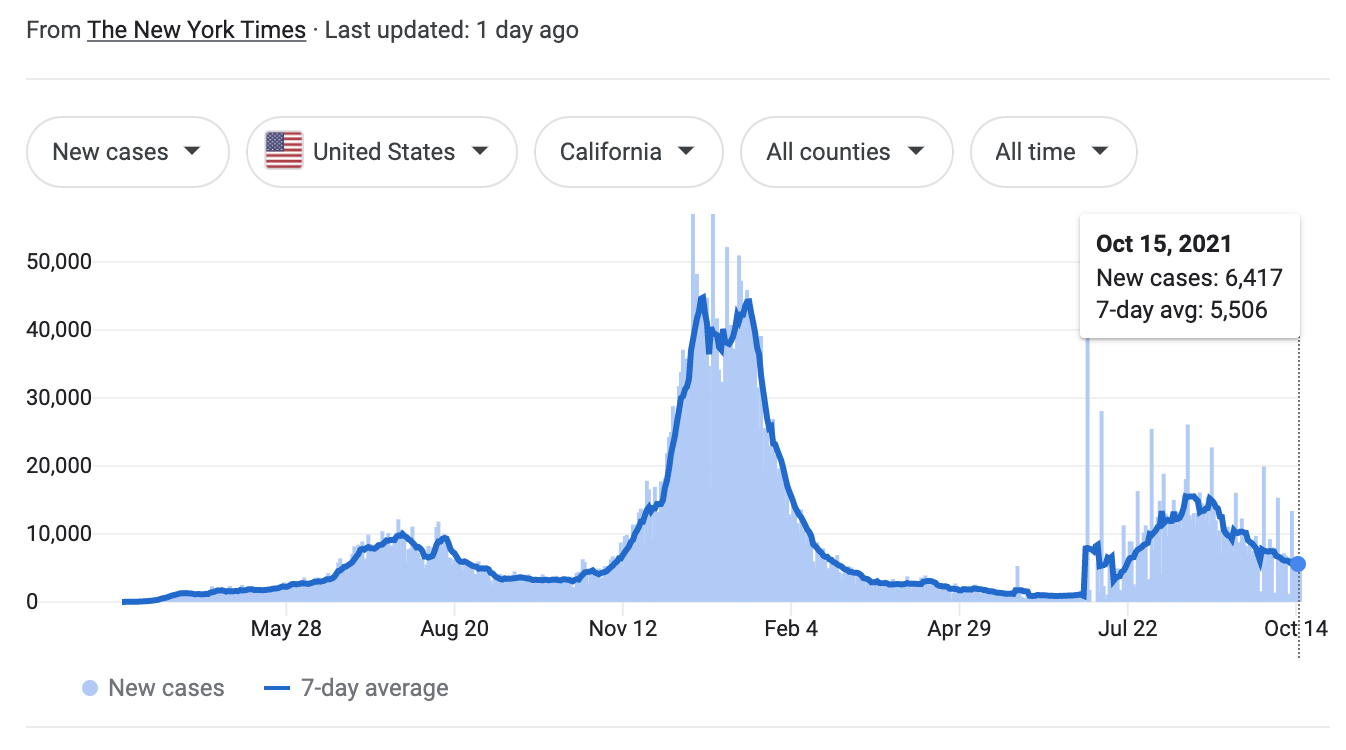 From The New York Times · Last updated: 1 day ago
New cases United States California All counties All time
Oct 15, 2021
New cases: 6,417
7-day avg: 5,506
50,000
40,000
30,000
20,000
10,000
0
May 28 Aug 20 Nov 12 Feb 4 Apr 29 Jul 22 Oct 14
New cases 7-day average